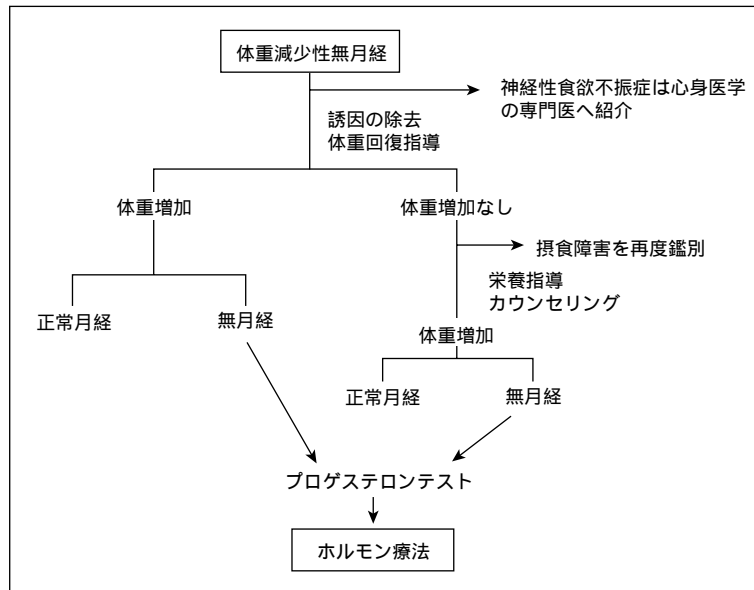 体重減少性無月経
神経性食欲不振症は心身医学
の専門医へ紹介
誘因の除去
体重回復指導
体重増加
体重増加なし
摂食障害を再度鑑別
栄養指導
カウンセリング
正常月経
無月経
体重増加
正常月経
無月経
プロゲステロンテスト
ホルモン療法